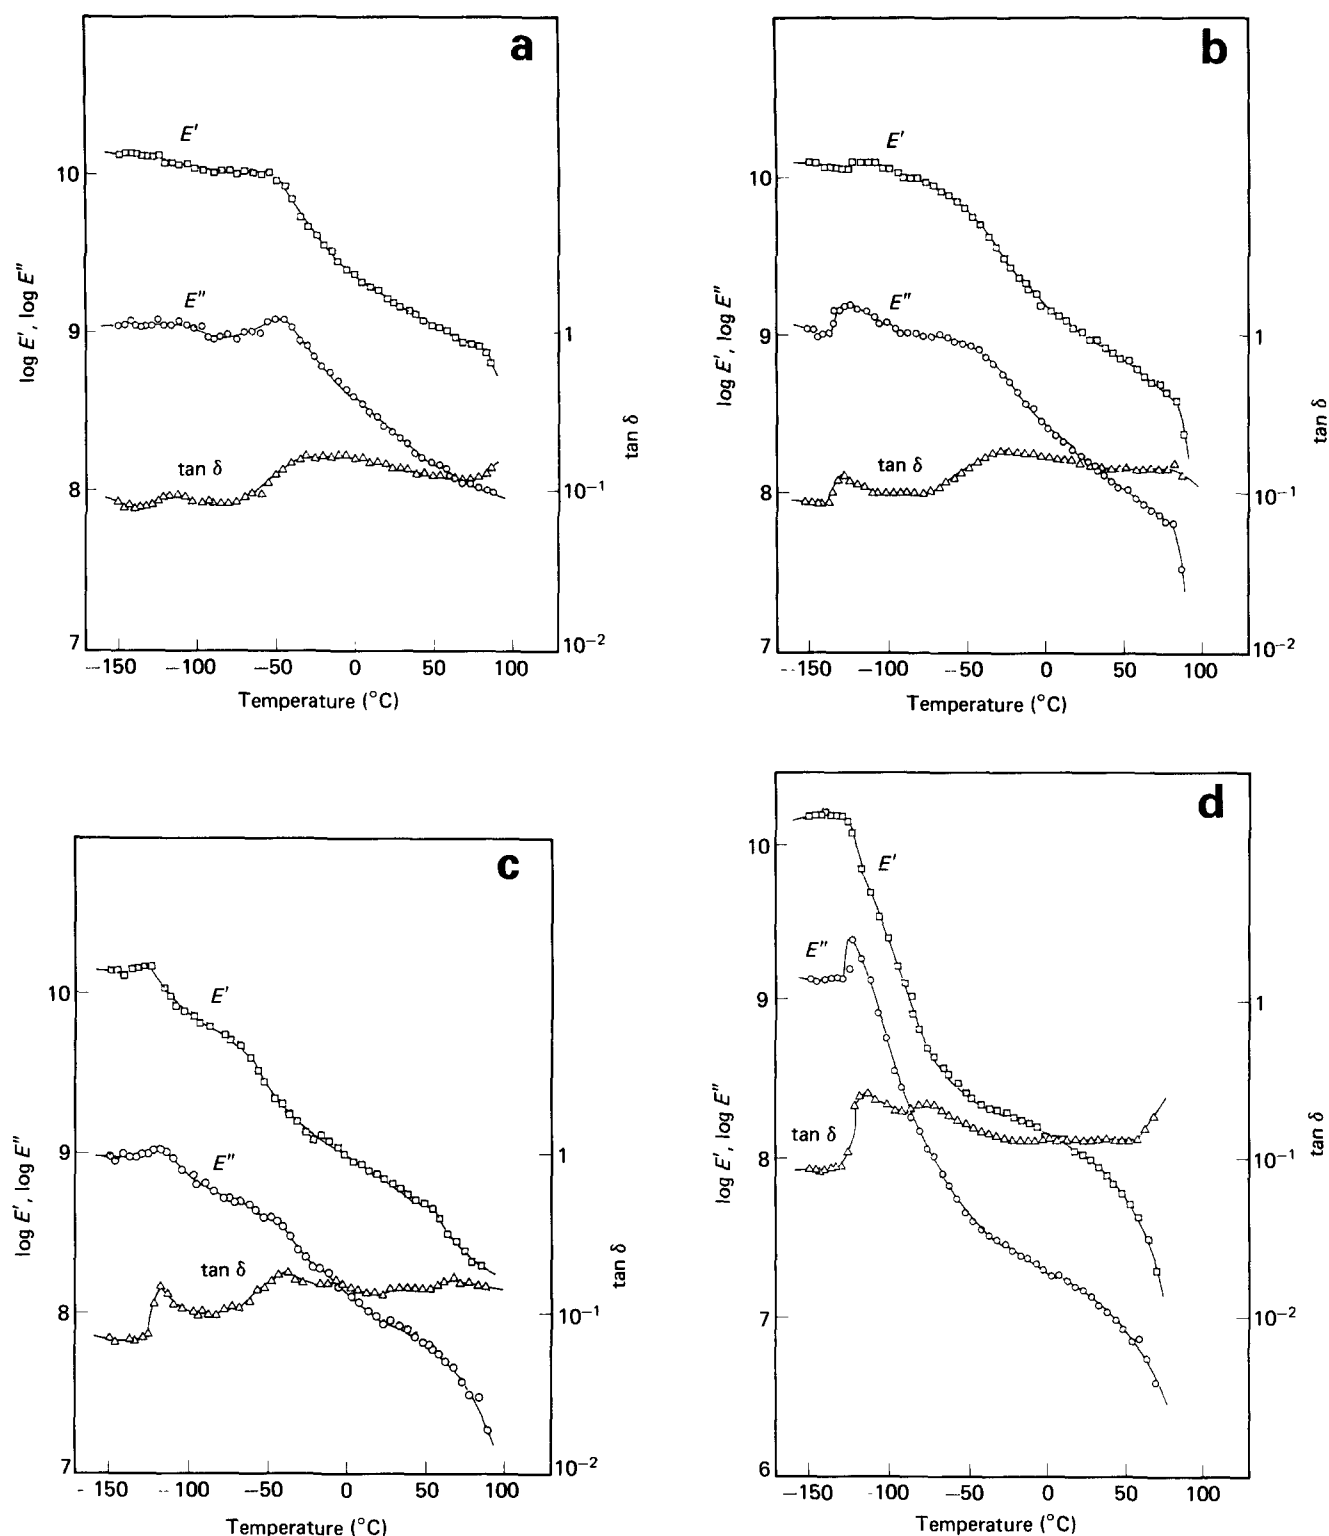 a
E'
10
E"
log E', log E"
9
1
tan δ
tan δ
8
10⁻¹
7
10⁻²
-150 -100 -50 0 50 100
Temperature (°C)
b
E'
10
E"
log E', log E"
9
1
tan δ
tan δ
8
10⁻¹
7
10⁻²
-150 -100 -50 0 50 100
Temperature (°C)
c
10
E'
log E', log E"
9
E"
1
tan δ
tan δ
8
10⁻¹
7
10⁻²
-150 -100 -50 0 50 100
Temperature (°C)
d
10
E'
E"
9
1
log E', log E"
tan δ
tan δ
8
10⁻¹
7
10⁻²
6
-150 -100 -50 0 50 100
Temperature (°C)